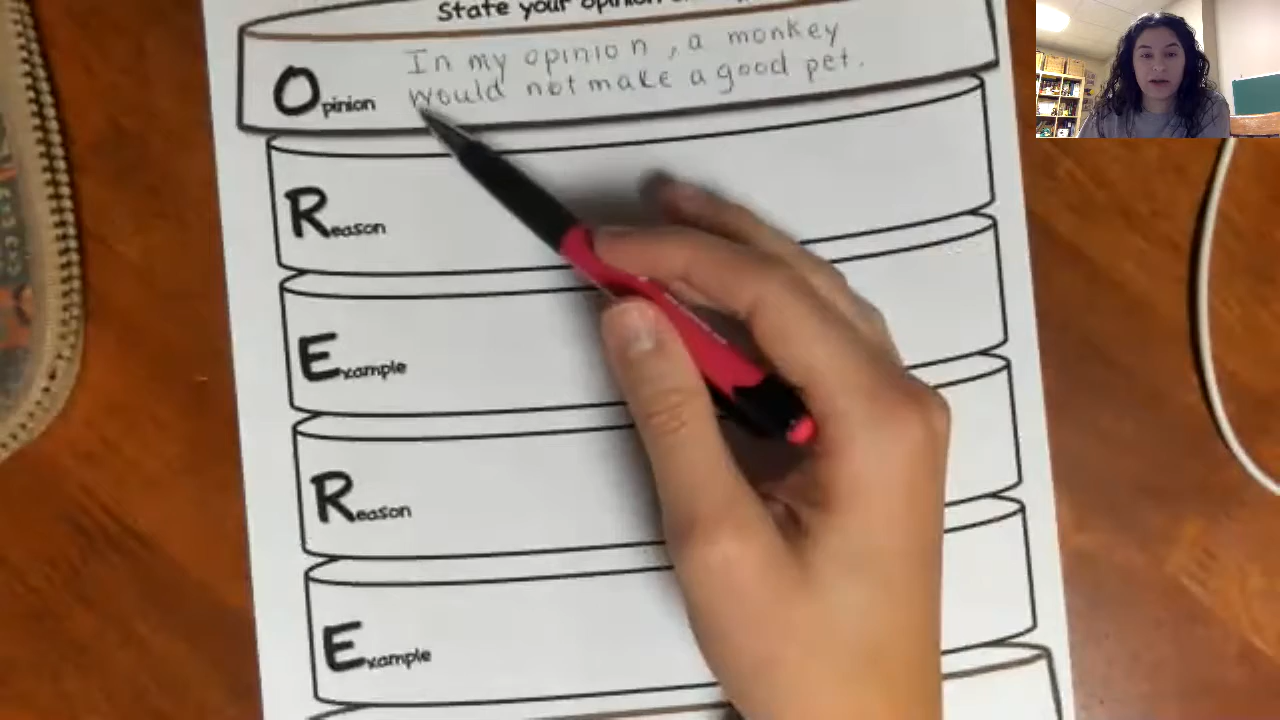 State your opinion
In my opinion, a monkey
would not make a good pet.
Opinion
Reason
Example
Reason
Example